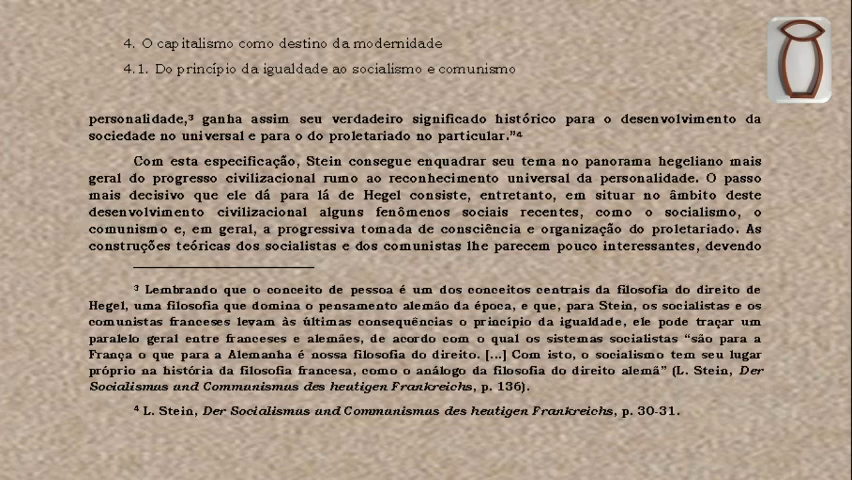 4. O capitalismo como destino da modernidade
4.1. Do princípio da igualdade ao socialismo e comunismo
personalidade,³ ganha assim seu verdadeiro significado histórico para o desenvolvimento da
sociedade no universal e para o do proletariado no particular.”⁴
Com esta especificação, Stein consegue enquadrar seu tema no panorama hegeliano mais
geral do progresso civilizacional rumo ao reconhecimento universal da personalidade. O passo
mais decisivo que ele dá para lá de Hegel consiste, entretanto, em situar no âmbito deste
desenvolvimento civilizacional alguns fenômenos sociais recentes, como o socialismo, o
comunismo e, em geral, a progressiva tomada de consciência e organização do proletariado. As
construções teóricas dos socialistas e dos comunistas lhe parecem pouco interessantes, devendo
³ Lembrando que o conceito de pessoa é um dos conceitos centrais da filosofia do direito de
Hegel, uma filosofia que domina o pensamento alemão da época, e que, para Stein, os socialistas e os
comunistas franceses levam às últimas consequências o princípio da igualdade, ele pode traçar um
paralelo geral entre franceses e alemães, de acordo com o qual os sistemas socialistas “são para a
França o que para a Alemanha é nossa filosofia do direito. [...] Com isto, o socialismo tem seu lugar
próprio na história da filosofia francesa, como o análogo da filosofia do direito alemã” (L. Stein, Der
Socialismus und Communismus des heutigen Frankreichs, p. 136).
⁴ L. Stein, Der Socialismus und Communismus des heutigen Frankreichs, p. 30-31.